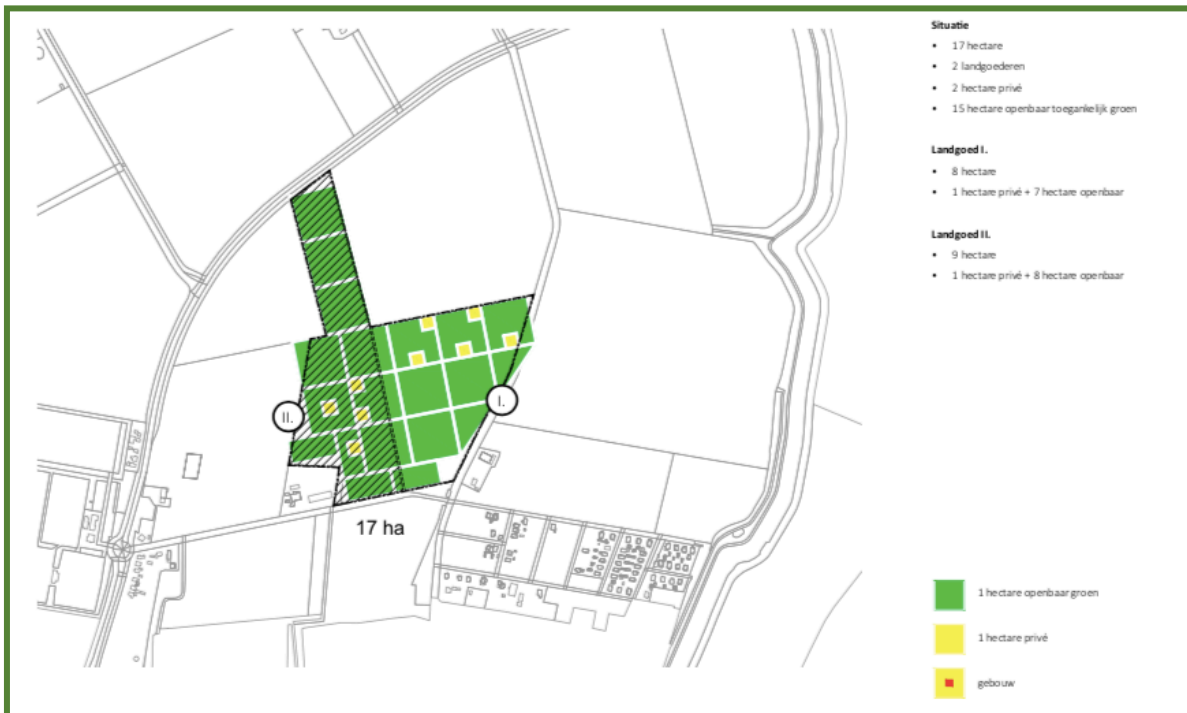 Situatie
• 17 hectare
• 2 landgoederen
• 2 hectare privé
• 15 hectare openbaar toegankelijk groen
Landgoed I.
• 8 hectare
• 1 hectare privé + 7 hectare openbaar
Landgoed II.
• 9 hectare
• 1 hectare privé + 8 hectare openbaar
II.
I.
17 ha
1 hectare openbaar groen
1 hectare privé
gebouw